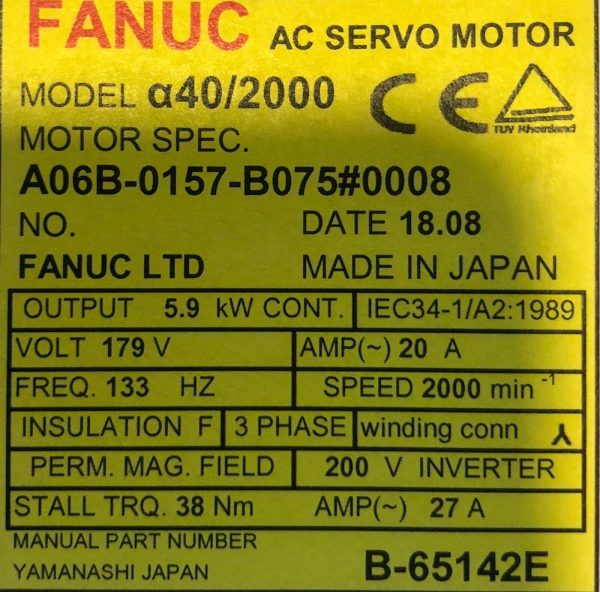 FANUC AC SERVO MOTOR
MODEL α40/2000
CE
TUV Rheinland
MOTOR SPEC.
A06B-0157-B075#0008
NO. DATE 18.08
FANUC LTD MADE IN JAPAN
OUTPUT 5.9 kW CONT. IEC34-1/A2:1989
VOLT 179 V AMP(~) 20 A
FREQ. 133 HZ SPEED 2000 min⁻¹
INSULATION F 3 PHASE winding conn
PERM. MAG. FIELD 200 V INVERTER
STALL TRQ. 38 Nm AMP(~) 27 A
MANUAL PART NUMBER
YAMANASHI JAPAN B-65142E